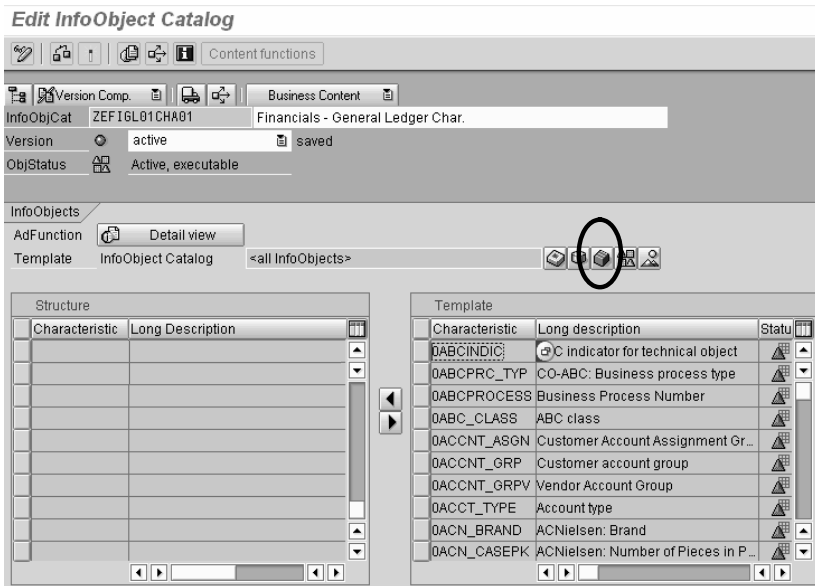 Edit InfoObject Catalog
Content functions
Version Comp. Business Content
InfoObjCat ZEFIGL01CHA01 Financials - General Ledger Char.
Version active saved
ObjStatus Active, executable
InfoObjects
AdFunction Detail view
Template InfoObject Catalog <all InfoObjects>
Structure Template
Characteristic Long Description Characteristic Long description Statu
0ABCINDIC C indicator for technical object
0ABCPRC_TYP CO-ABC: Business process type
0ABCPROCESS Business Process Number
0ABC_CLASS ABC class
0ACCNT_ASGN Customer Account Assignment Gr...
0ACCNT_GRP Customer account group
0ACCNT_GRPV Vendor Account Group
0ACCT_TYPE Account type
0ACN_BRAND ACNielsen: Brand
0ACN_CASEPK ACNielsen: Number of Pieces in P...